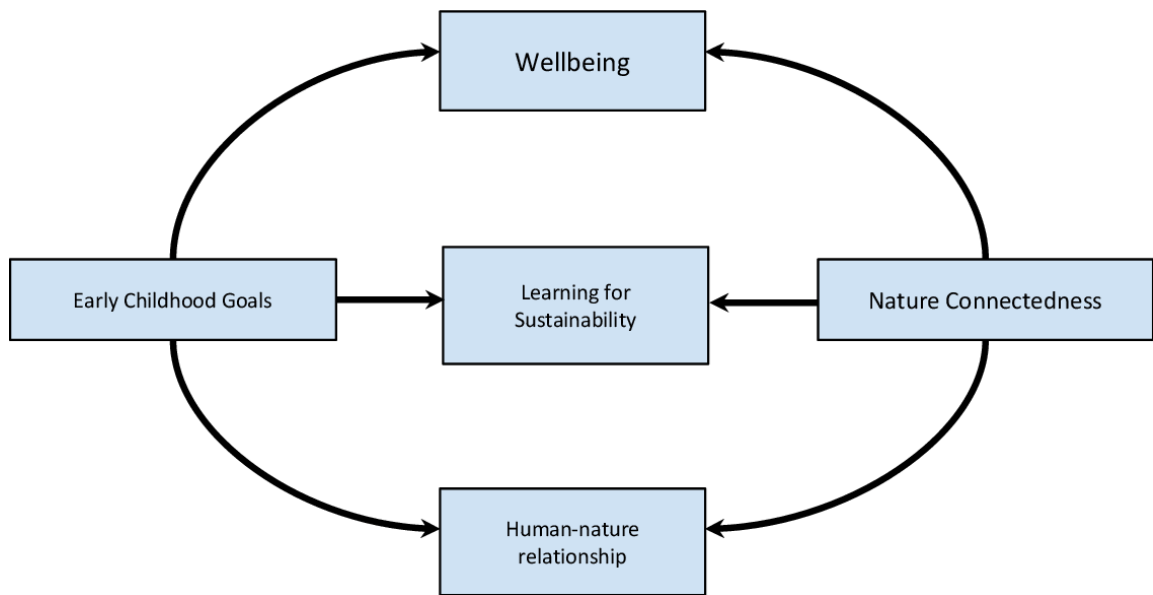 Wellbeing
Early Childhood Goals
Learning for
Sustainability
Nature Connectedness
Human-nature
relationship